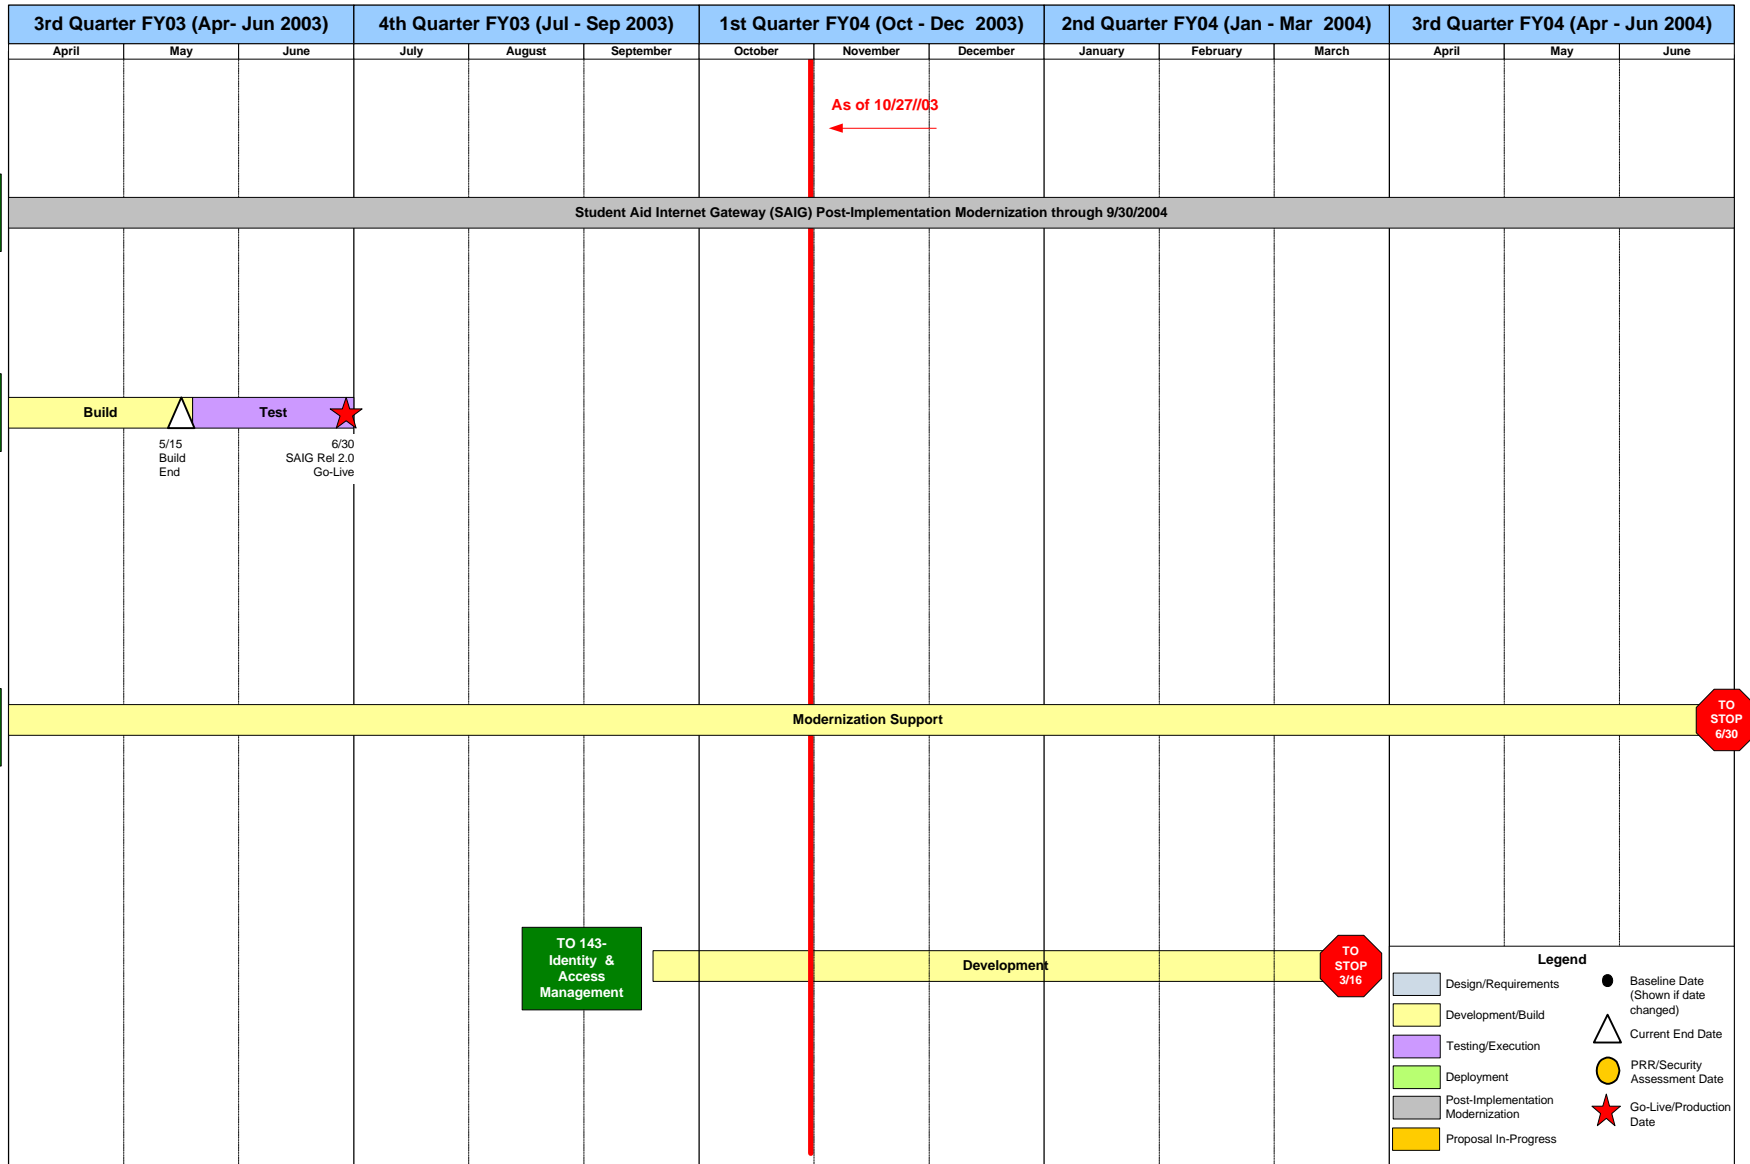 3rd Quarter FY03 (Apr- Jun 2003) 4th Quarter FY03 (Jul - Sep 2003) 1st Quarter FY04 (Oct - Dec 2003) 2nd Quarter FY04 (Jan - Mar 2004) 3rd Quarter FY04 (Apr - Jun 2004)
April May June July August September October November December January February March April May June
As of 10/27//03
Student Aid Internet Gateway (SAIG) Post-Implementation Modernization through 9/30/2004
Build Test
5/15
Build
End
6/30
SAIG Rel 2.0
Go-Live
Modernization Support
TO
STOP
6/30
TO 143-
Identity &
Access
Management
Development
TO
STOP
3/16
Legend
Design/Requirements
Development/Build
Testing/Execution
Deployment
Post-Implementation
Modernization
Proposal In-Progress
Baseline Date
(Shown if date
changed)
Current End Date
PRR/Security
Assessment Date
Go-Live/Production
Date